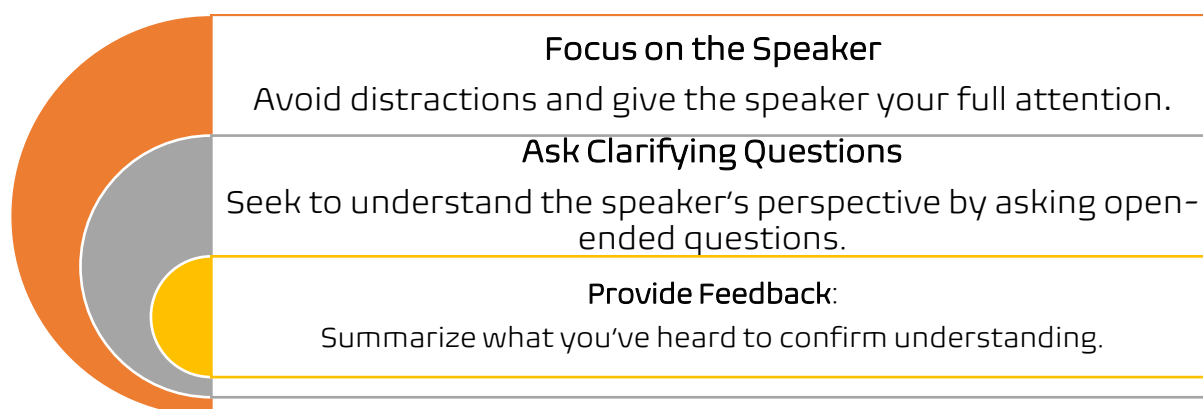 Focus on the Speaker
Avoid distractions and give the speaker your full attention.
Ask Clarifying Questions
Seek to understand the speaker’s perspective by asking open-
ended questions.
Provide Feedback:
Summarize what you’ve heard to confirm understanding.